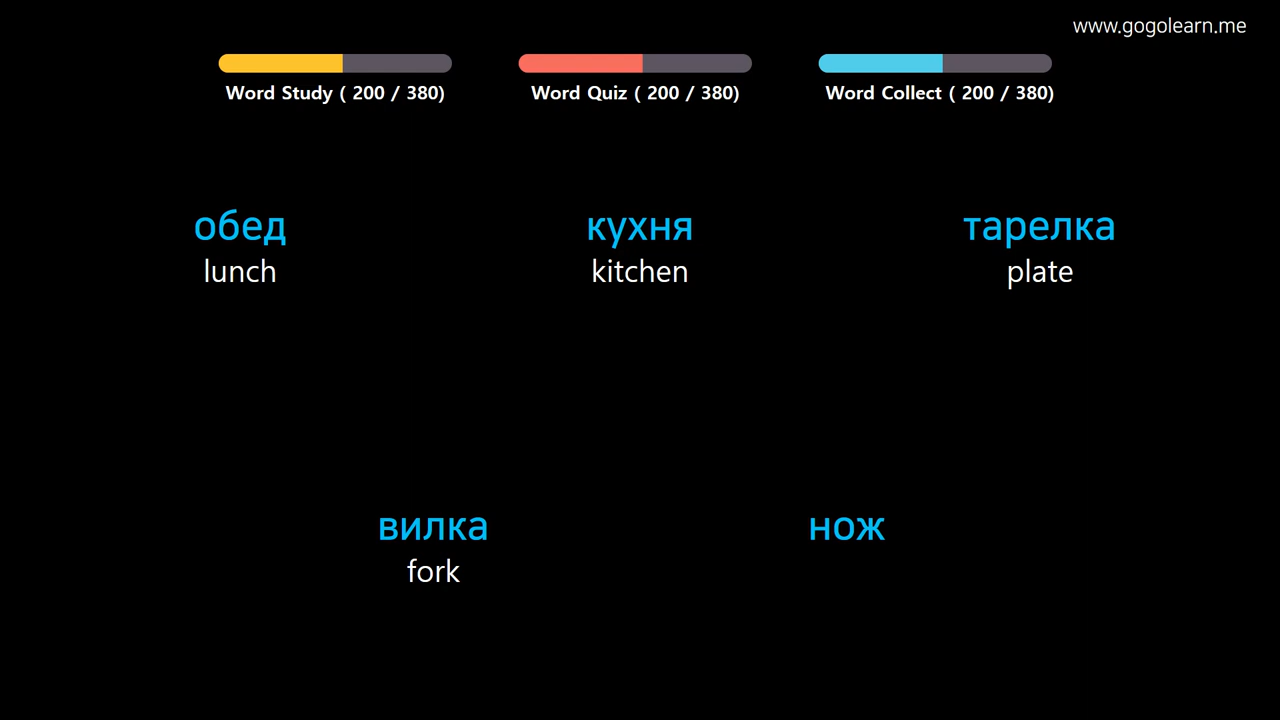 www.gogolearn.me
Word Study ( 200 / 380)
Word Quiz ( 200 / 380)
Word Collect ( 200 / 380)
обед
lunch
кухня
kitchen
тарелка
plate
вилка
fork
нож